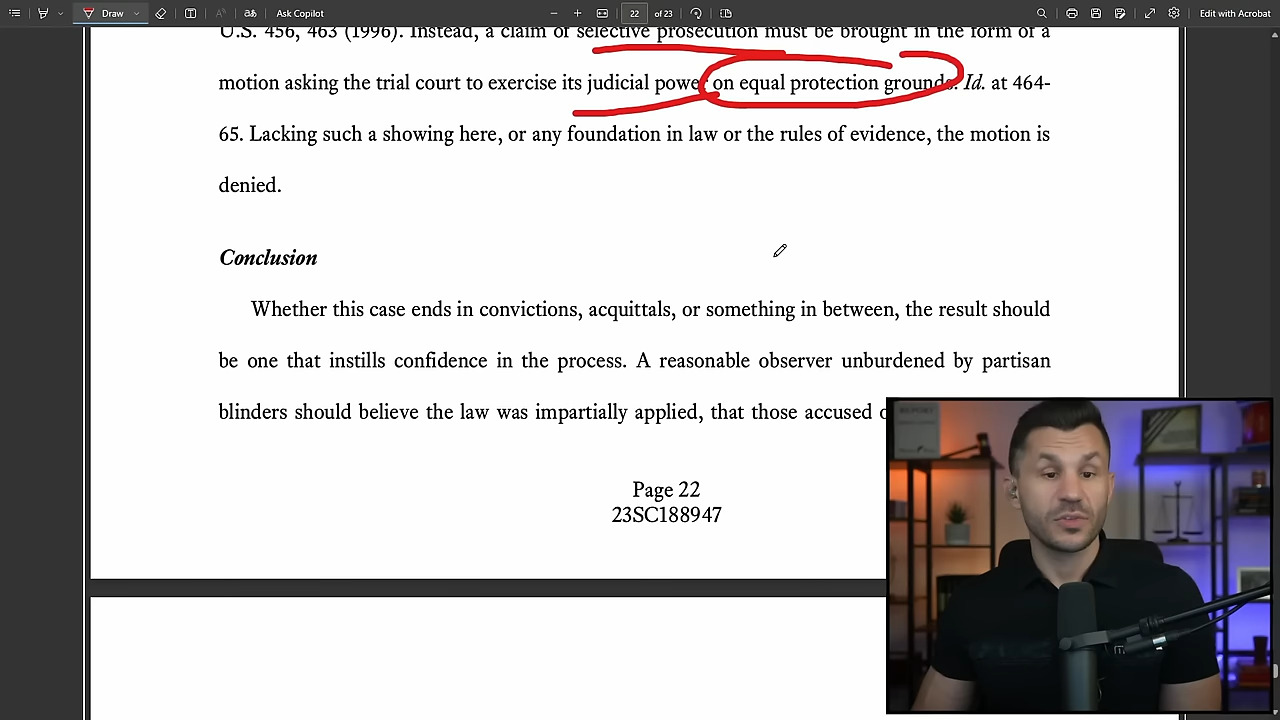 Draw
Ask Copilot
22 of 23
Edit with Acrobat
U.S. 456, 463 (1996). Instead, a claim of selective prosecution must be brought in the form of a
motion asking the trial court to exercise its judicial power on equal protection grounds. Id. at 464-
65. Lacking such a showing here, or any foundation in law or the rules of evidence, the motion is
denied.
Conclusion
Whether this case ends in convictions, acquittals, or something in between, the result should
be one that instills confidence in the process. A reasonable observer unburdened by partisan
blinders should believe the law was impartially applied, that those accused
Page 22
23SC188947